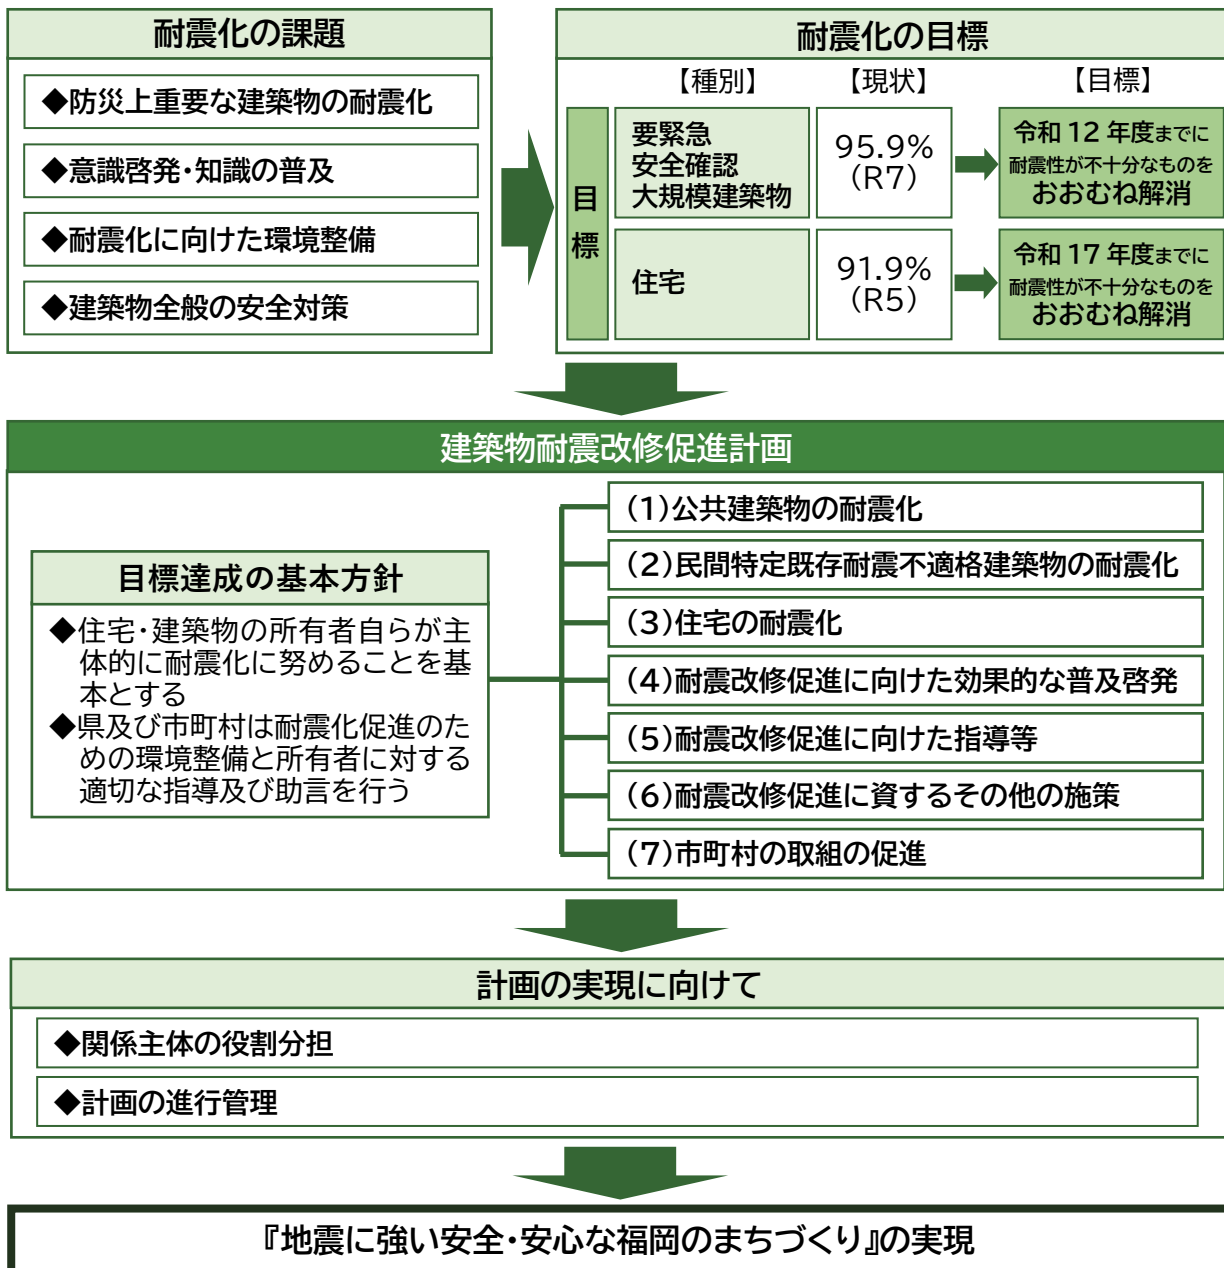 耐震化の課題
◆防災上重要な建築物の耐震化
◆意識啓発・知識の普及
◆耐震化に向けた環境整備
◆建築物全般の安全対策
耐震化の目標
【種別】 【現状】 【目標】
目標
要緊急
安全確認
大規模建築物
95.9%
(R7)
令和12年度までに
耐震性が不十分なものを
おおむね解消
住宅
91.9%
(R5)
令和17年度までに
耐震性が不十分なものを
おおむね解消
建築物耐震改修促進計画
目標達成の基本方針
◆住宅・建築物の所有者自らが主
体的に耐震化に努めることを基
本とする
◆県及び市町村は耐震化促進のた
めの環境整備と所有者に対する
適切な指導及び助言を行う
(1)公共建築物の耐震化
(2)民間特定既存耐震不適格建築物の耐震化
(3)住宅の耐震化
(4)耐震改修促進に向けた効果的な普及啓発
(5)耐震改修促進に向けた指導等
(6)耐震改修促進に資するその他の施策
(7)市町村の取組の促進
計画の実現に向けて
◆関係主体の役割分担
◆計画の進行管理
『地震に強い安全・安心な福岡のまちづくり』の実現